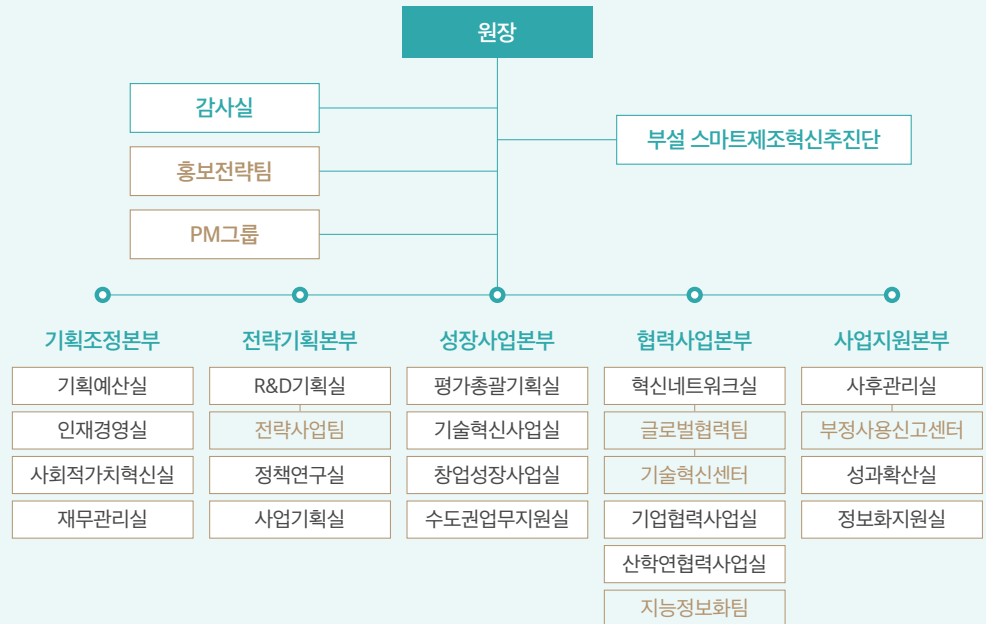 원장
감사실
부설 스마트제조혁신추진단
홍보전략팀
PM그룹
기획조정본부
기획예산실
인재경영실
사회적가치혁신실
재무관리실
전략기획본부
R&D기획실
전략사업팀
정책연구실
사업기획실
성장사업본부
평가총괄기획실
기술혁신사업실
창업성장사업실
수도권업무지원실
협력사업본부
혁신네트워크실
글로벌협력팀
기술혁신센터
기업협력사업실
산학연협력사업실
지능정보화팀
사업지원본부
사후관리실
부정사용신고센터
성과확산실
정보화지원실